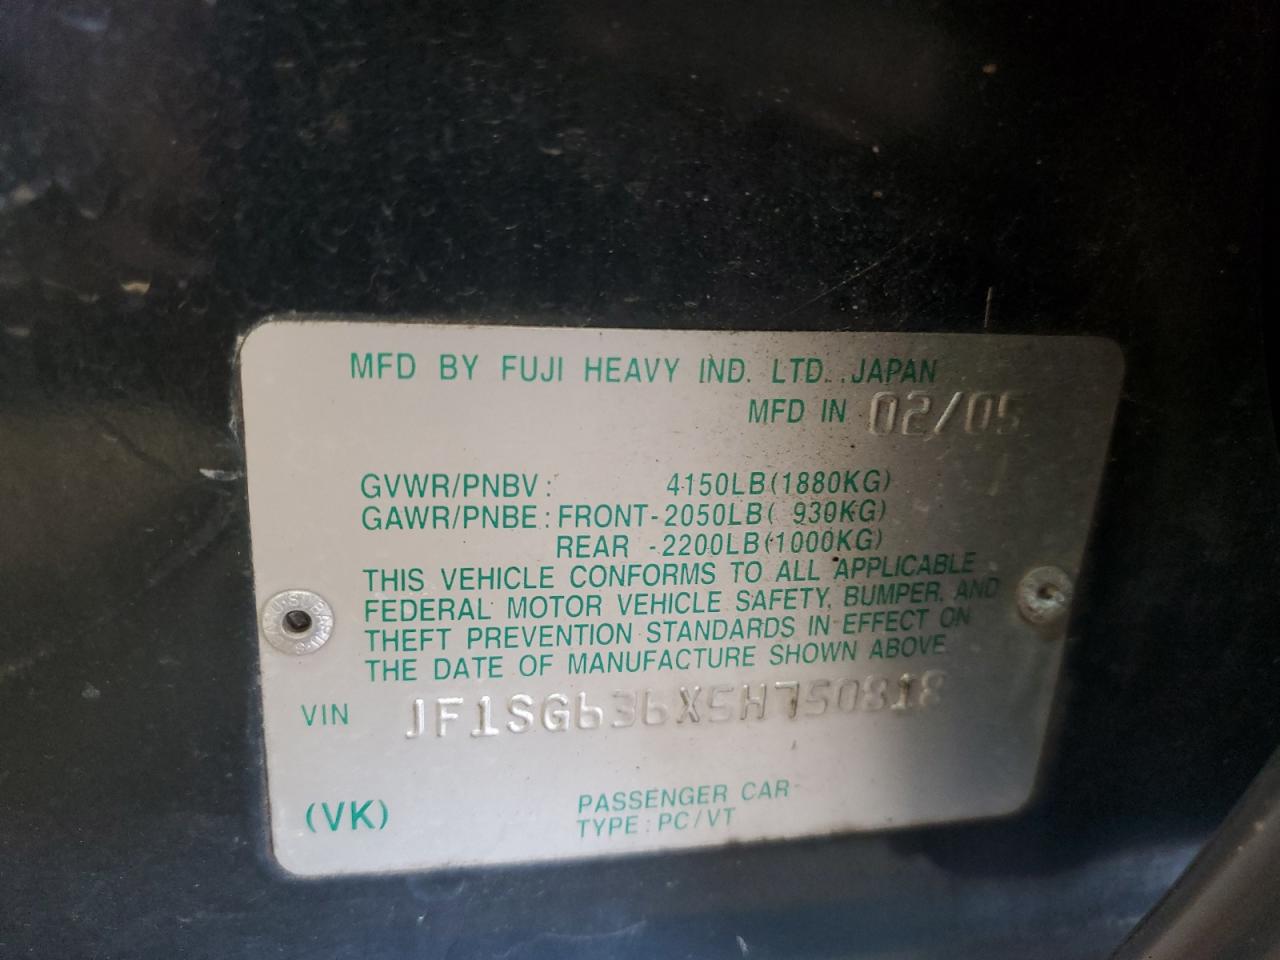 MFD BY FUJI HEAVY IND. LTD. JAPAN
MFD IN 02/05
GVWR/PNBV: 4150LB(1880KG)
GAWR/PNBE: FRONT-2050LB( 930KG)
REAR -2200LB(1000KG)
THIS VEHICLE CONFORMS TO ALL APPLICABLE
FEDERAL MOTOR VEHICLE SAFETY, BUMPER, AND
THEFT PREVENTION STANDARDS IN EFFECT ON
THE DATE OF MANUFACTURE SHOWN ABOVE
VIN JF1SG636X5H750818
(VK) PASSENGER CAR
TYPE: PC/VT